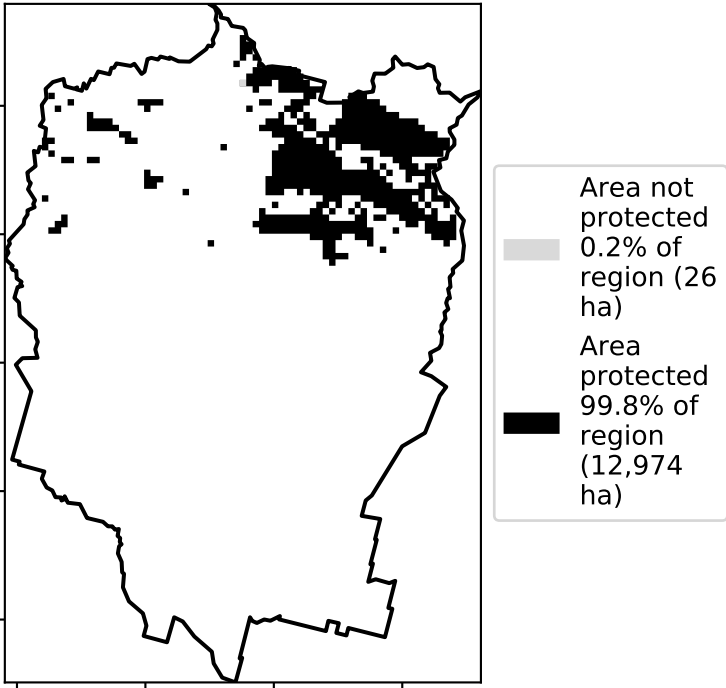 Area not
protected
0.2% of
region (26
ha)
Area
protected
99.8% of
region
(12,974
ha)